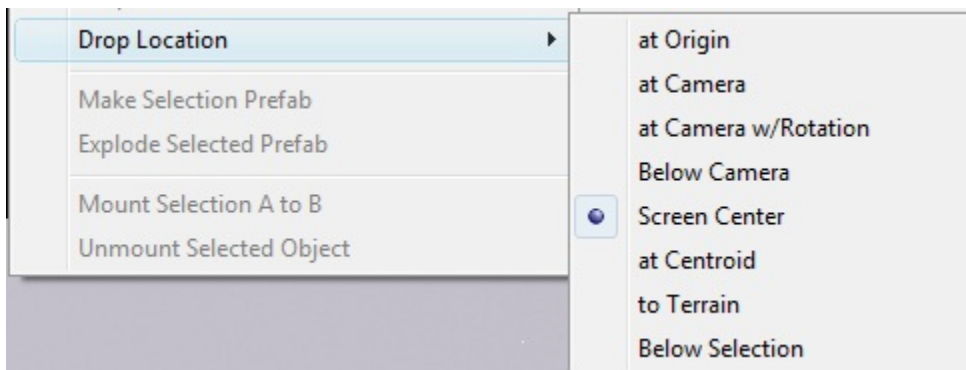 Drop Location
Make Selection Prefab
Explode Selected Prefab
Mount Selection A to B
Unmount Selected Object
at Origin
at Camera
at Camera w/Rotation
Below Camera
Screen Center
at Centroid
to Terrain
Below Selection